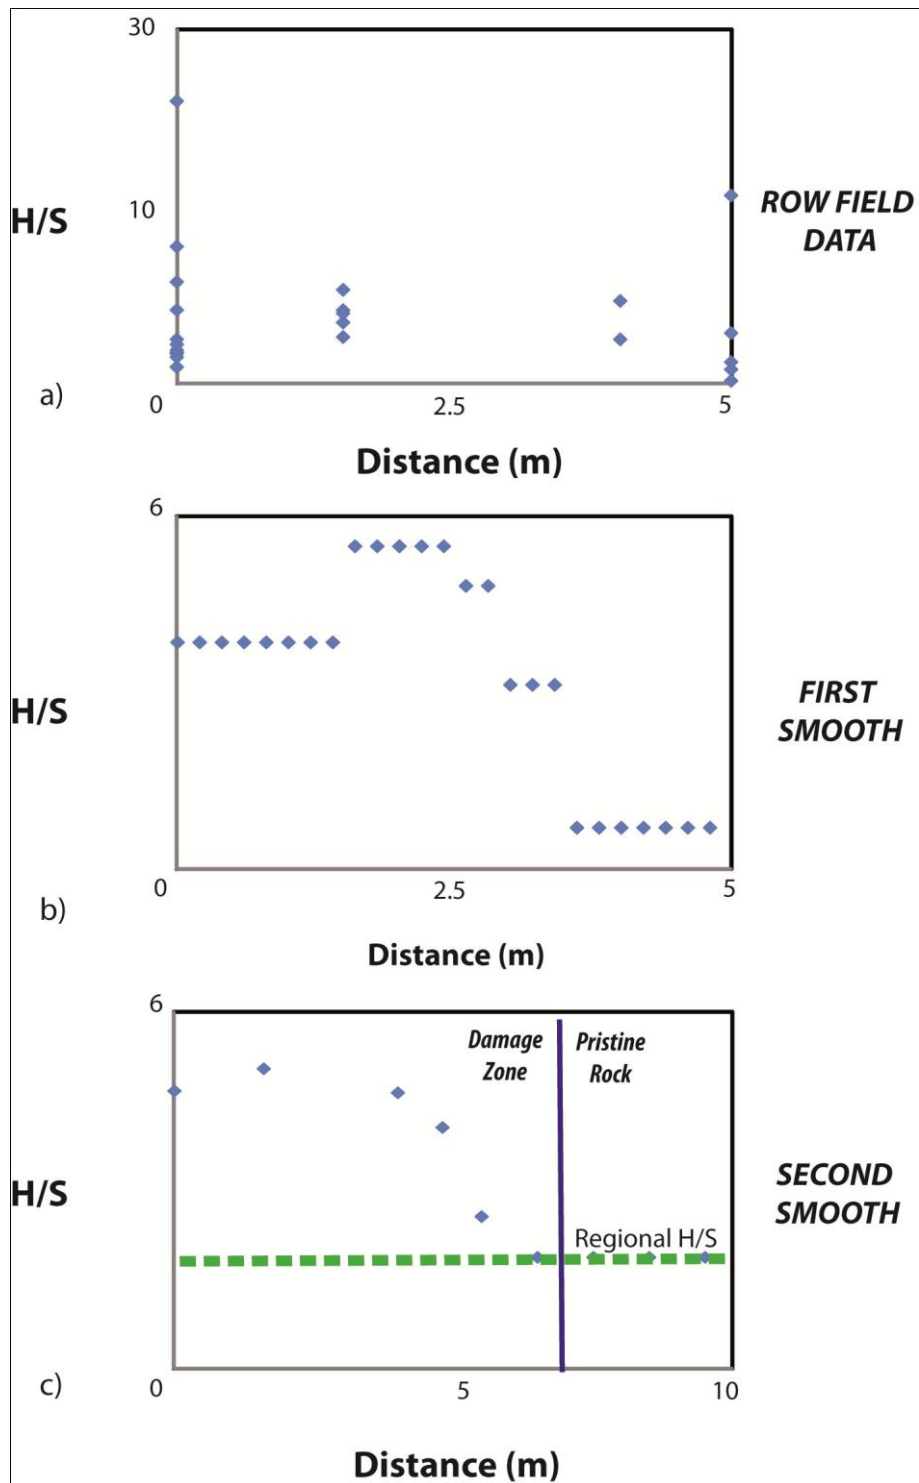 30
10
H/S
ROW FIELD
DATA
a)
0
2.5
5
Distance (m)
6
H/S
FIRST
SMOOTH
0
2.5
5
b)
Distance (m)
6
Damage
Zone
Pristine
Rock
H/S
SECOND
SMOOTH
Regional H/S
c)
0
5
10
Distance (m)